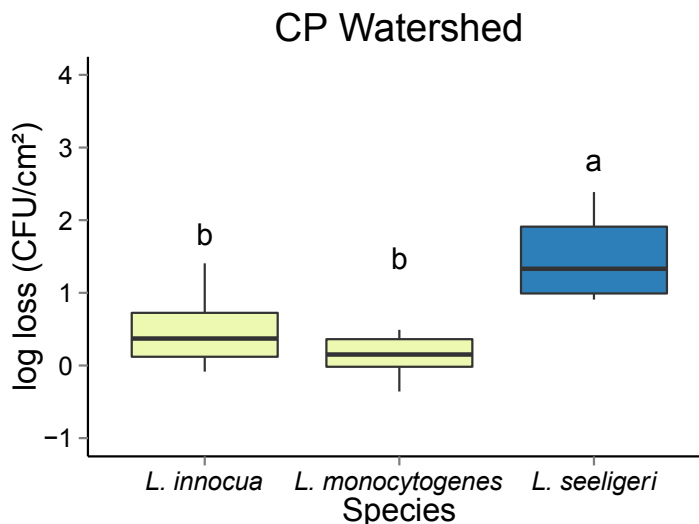 CP Watershed
log loss (CFU/cm²)
4
3
2
1
0
−1
b
b
a
L. innocua
L. monocytogenes
L. seeligeri
Species